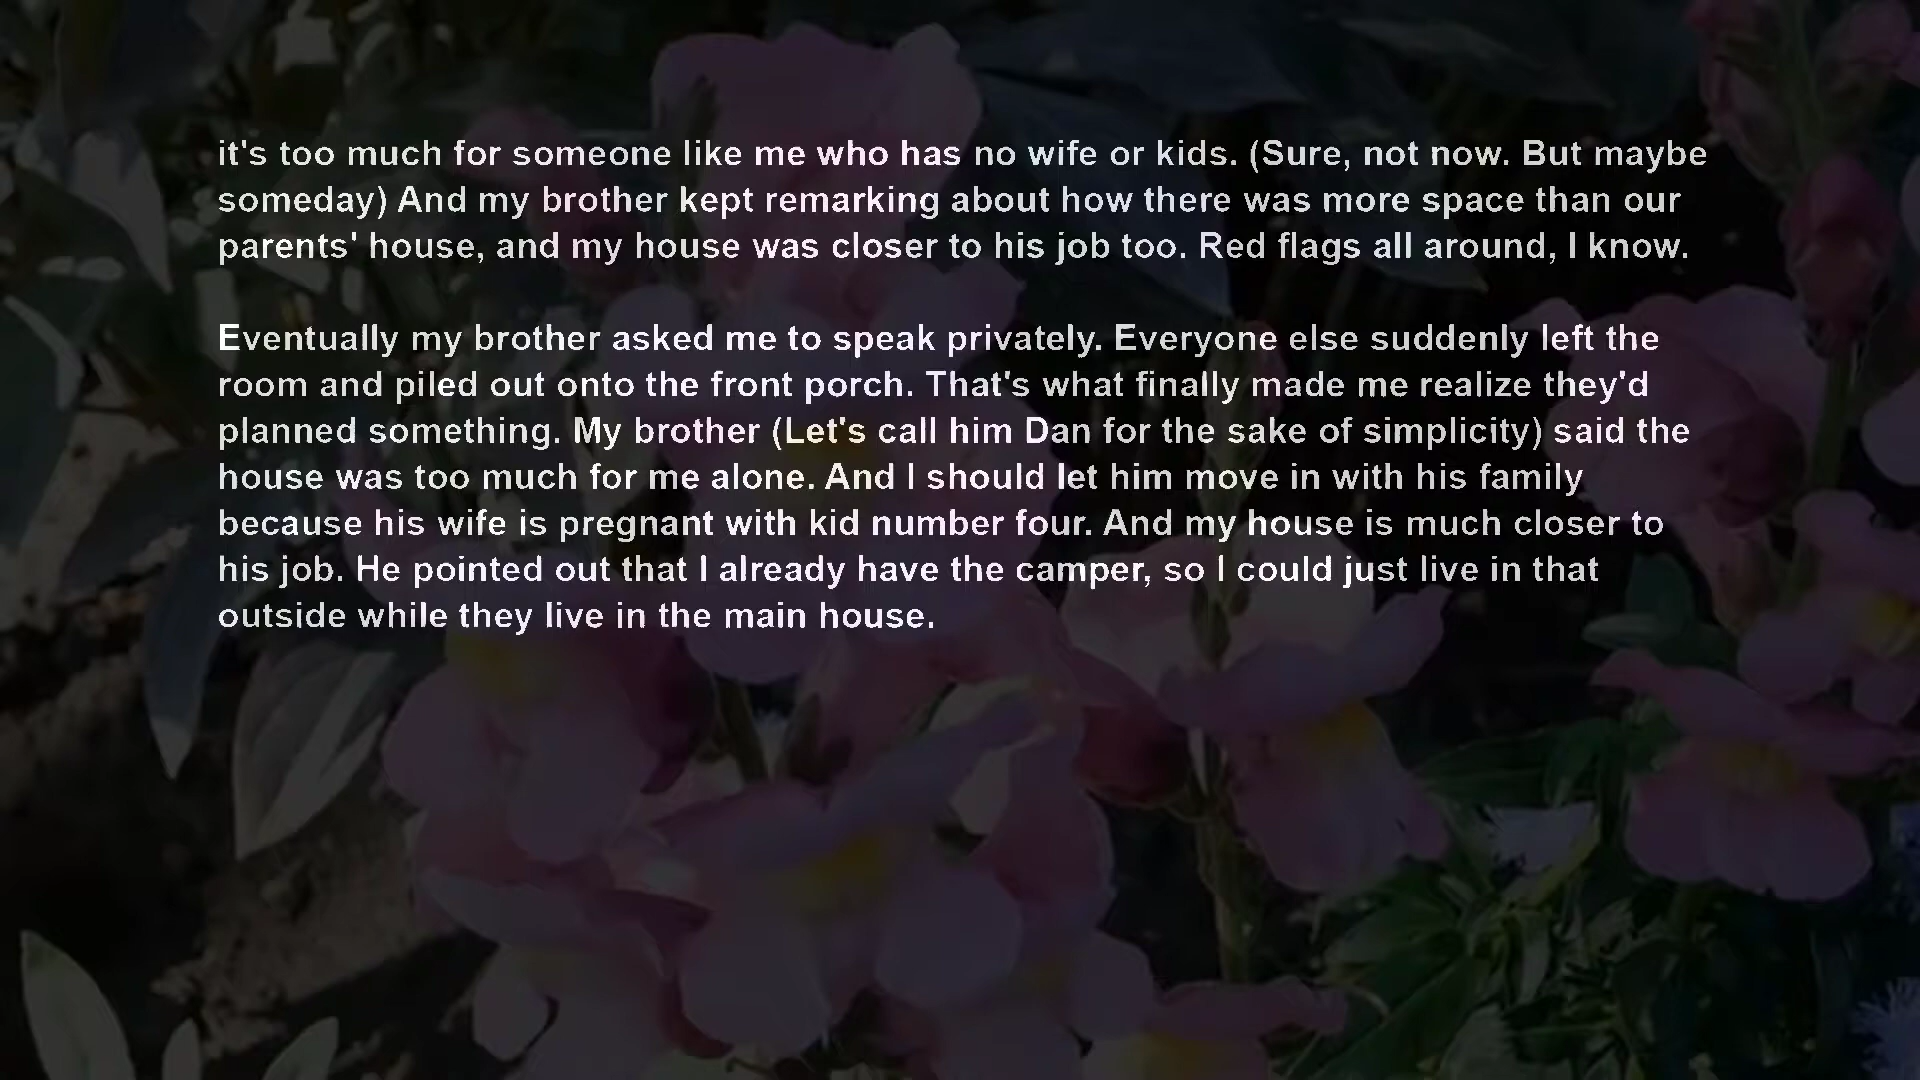 it's too much for someone like me who has no wife or kids. (Sure, not now. But maybe
someday) And my brother kept remarking about how there was more space than our
parents' house, and my house was closer to his job too. Red flags all around, I know.
Eventually my brother asked me to speak privately. Everyone else suddenly left the
room and piled out onto the front porch. That's what finally made me realize they'd
planned something. My brother (Let's call him Dan for the sake of simplicity) said the
house was too much for me alone. And I should let him move in with his family
because his wife is pregnant with kid number four. And my house is much closer to
his job. He pointed out that I already have the camper, so I could just live in that
outside while they live in the main house.